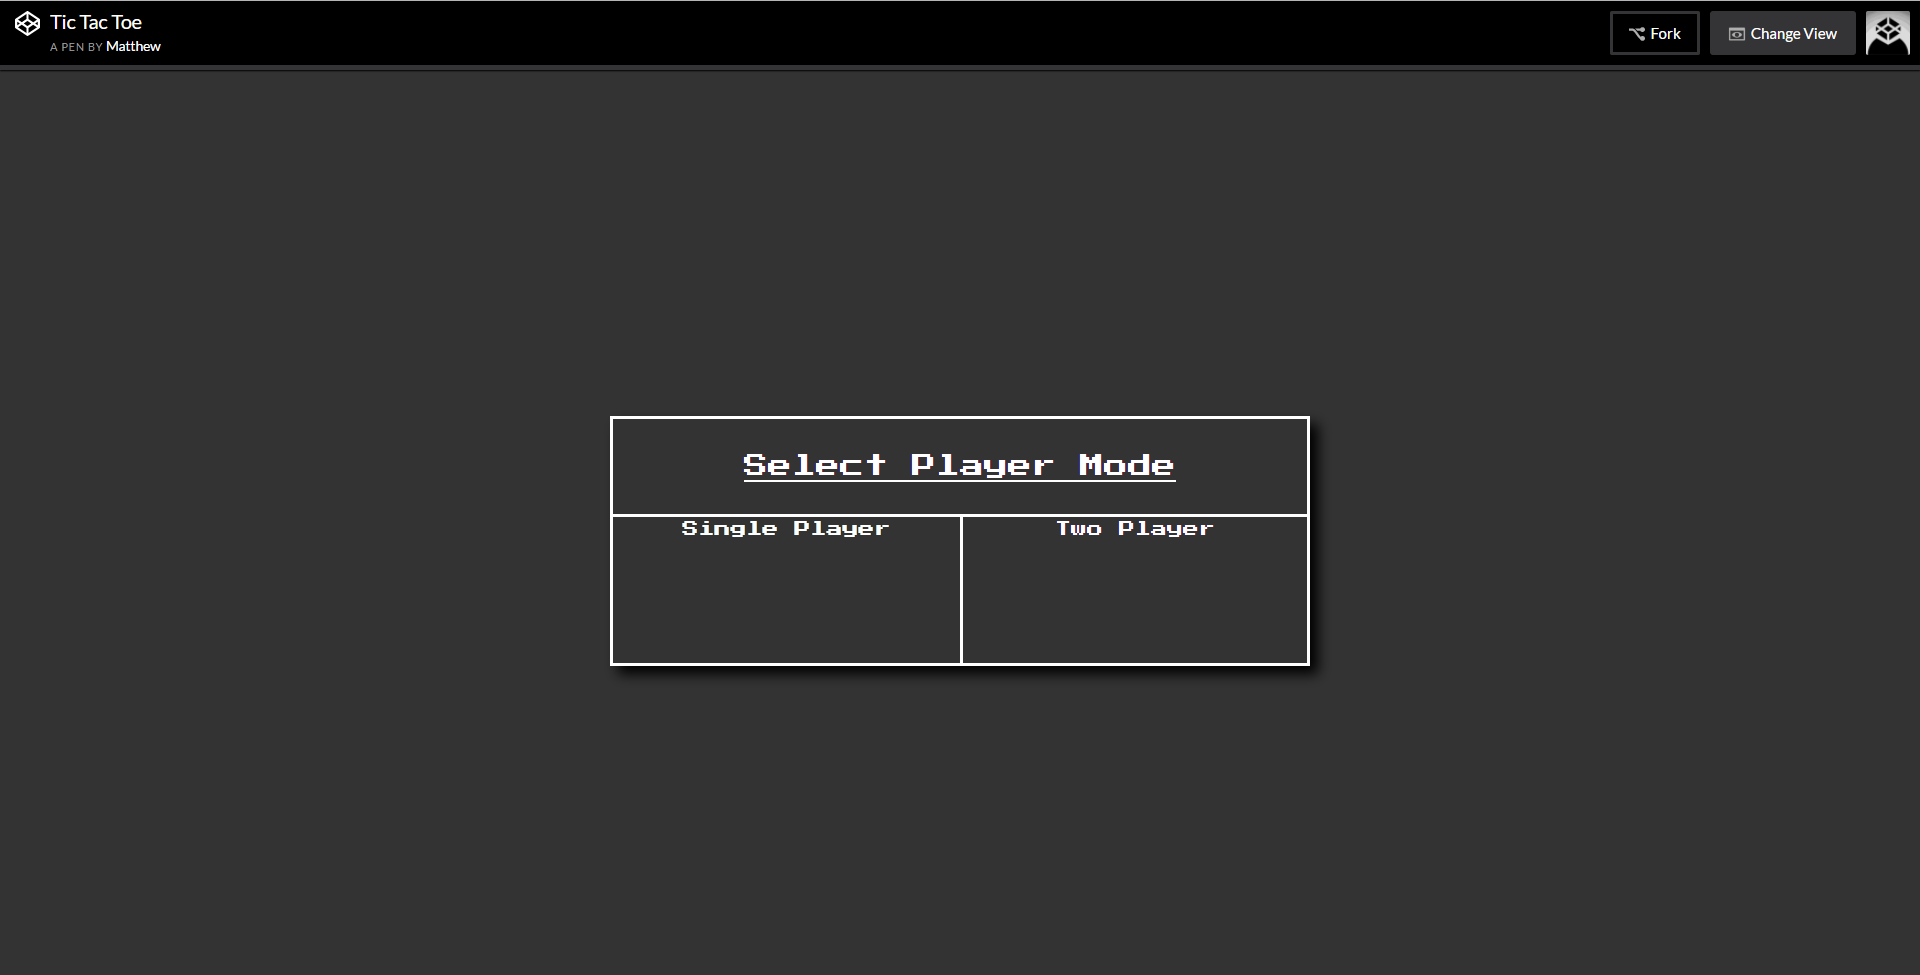 Tic Tac Toe
A PEN BY Matthew
Fork
Change View
Select Player Mode
Single Player
Two Player